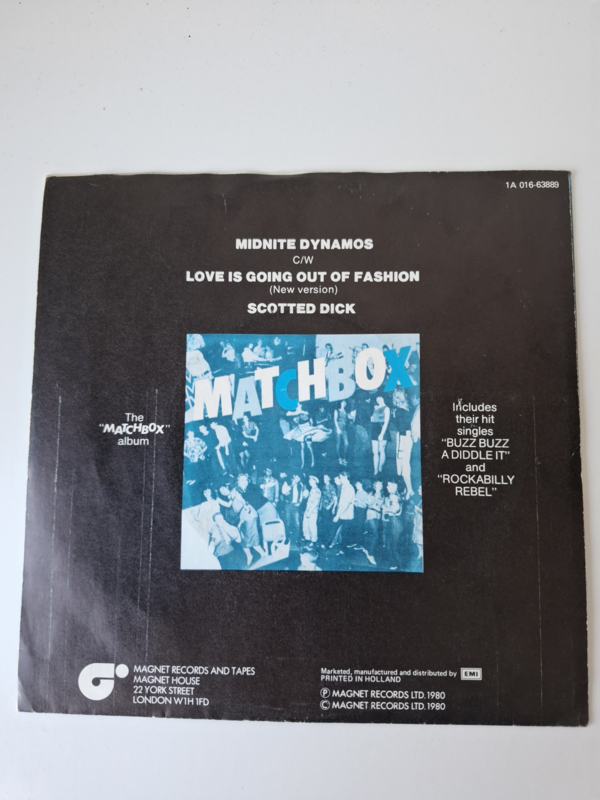 1A 016-63889
MIDNITE DYNAMOS
C/W
LOVE IS GOING OUT OF FASHION
(New version)
SCOTTED DICK
MATCHBOX
The
"MATCHBOX"
album
Includes
their hit
singles
"BUZZ BUZZ
A DIDDLE IT"
and
"ROCKABILLY
REBEL"
MAGNET RECORDS AND TAPES
MAGNET HOUSE
22 YORK STREET
LONDON W1H 1FD
Marketed, manufactured and distributed by EMI
PRINTED IN HOLLAND
Ⓟ MAGNET RECORDS LTD. 1980
© MAGNET RECORDS LTD. 1980